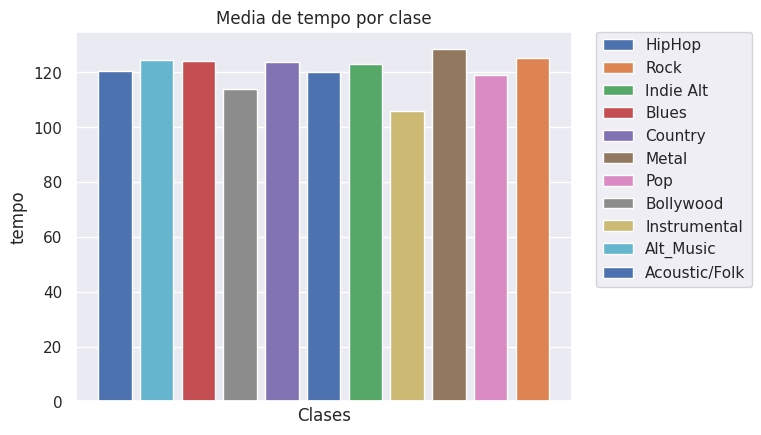 Media de tempo por clase
tempo
120
100
80
60
40
20
0
Clases
HipHop
Rock
Indie Alt
Blues
Country
Metal
Pop
Bollywood
Instrumental
Alt_Music
Acoustic/Folk